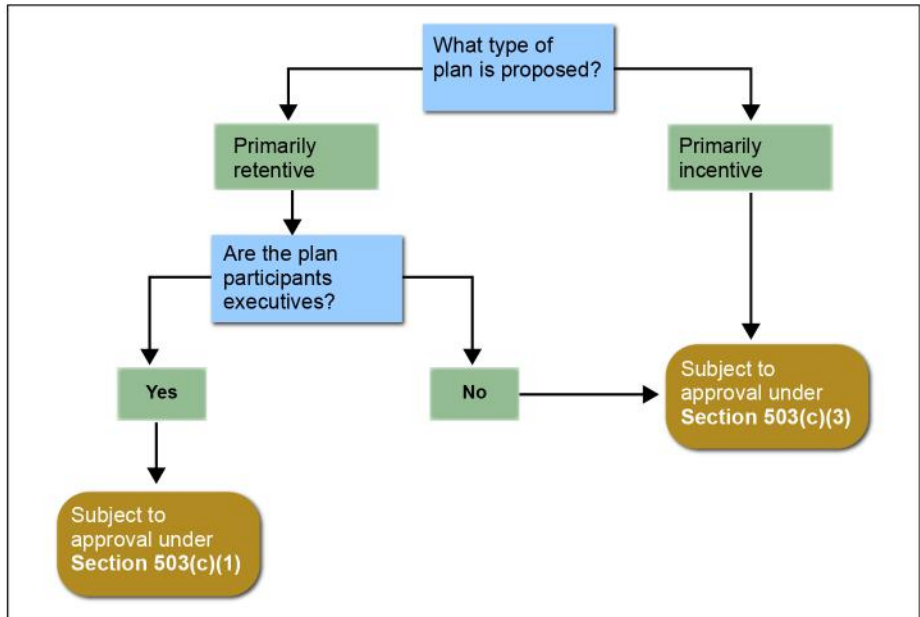 What type of
plan is proposed?
Primarily
retentive
Primarily
incentive
Are the plan
participants
executives?
Yes
No
Subject to
approval under
Section 503(c)(3)
Subject to
approval under
Section 503(c)(1)